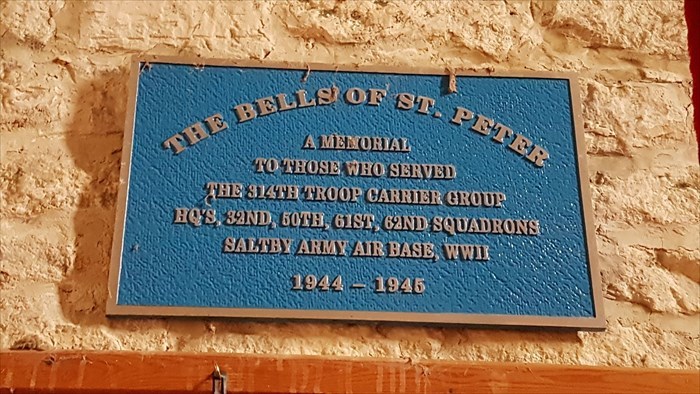 THE BELLS OF ST. PETER
A MEMORIAL
TO THOSE WHO SERVED
THE 314TH TROOP CARRIER GROUP
HQ'S, 32ND, 50TH, 61ST, 62ND SQUADRONS
SALTBY ARMY AIR BASE, WWII
1944 - 1945